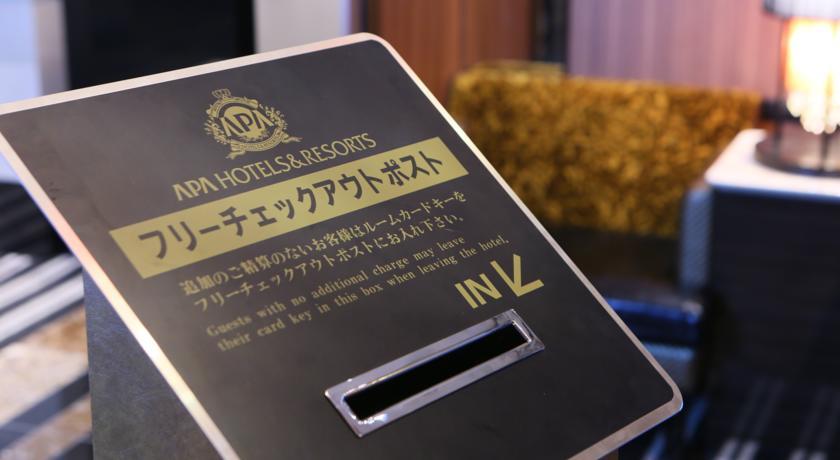 APA
APA HOTELS&RESORTS
フリーチェックアウトポスト
追加のご精算のないお客様はルームカードキーを
フリーチェックアウトポストにお入れ下さい。
Guests with no additional charge may leave
their card key in this box when leaving the hotel.
IN